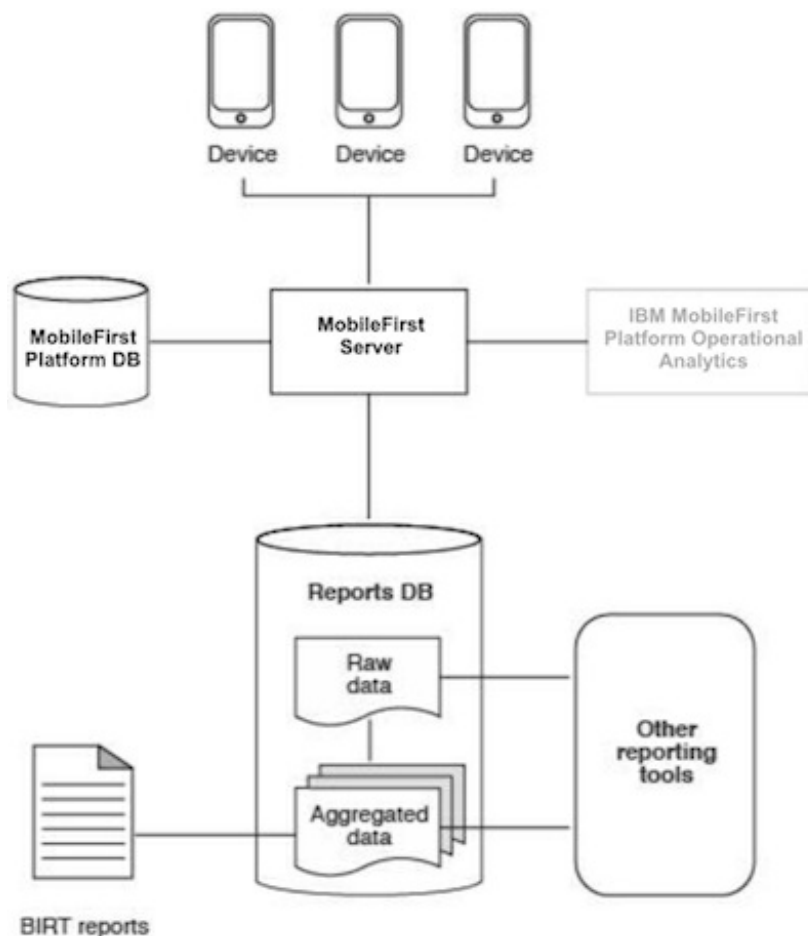 Device
Device
Device
MobileFirst
Platform DB
MobileFirst
Server
IBM MobileFirst
Platform Operational
Analytics
Reports DB
Raw
data
Aggregated
data
Other
reporting
tools
BIRT reports